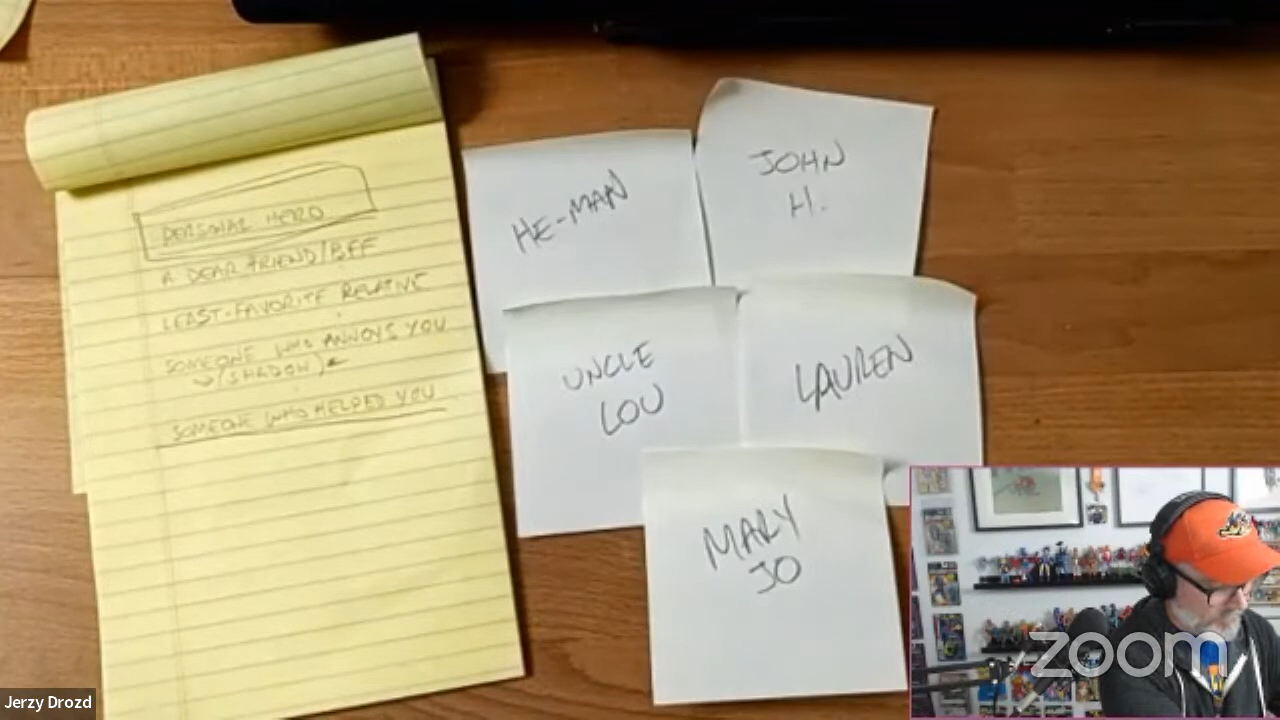 PERSONAL HERO
A DEAR FRIEND/BFF
LEAST-FAVORITE RELATIVE
SOMEONE WHO ANNOYS YOU
(SHADOW)
SOMEONE WHO HELPED YOU
HE-MAN
JOHN
H.
UNCLE
LOU
LAUREN
MARY
JO
zoom
Jerzy Drozd